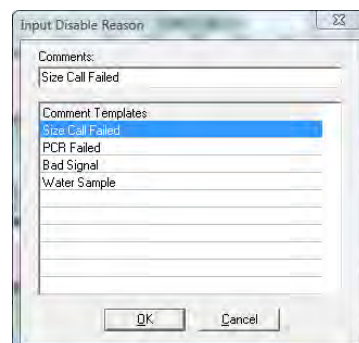 Input Disable Reason
Comments:
Size Call Failed
Comment Templates
Size Call Failed
PCR Failed
Bad Signal
Water Sample
OK Cancel